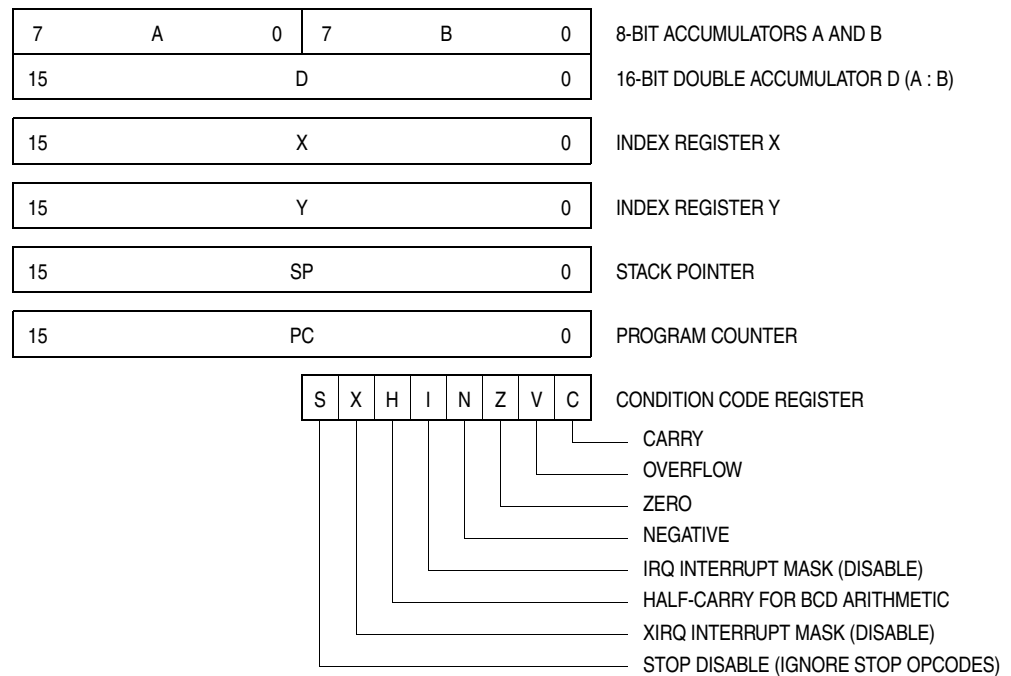 7 A 0 7 B 0 8-BIT ACCUMULATORS A AND B
15 D 0 16-BIT DOUBLE ACCUMULATOR D (A : B)
15 X 0 INDEX REGISTER X
15 Y 0 INDEX REGISTER Y
15 SP 0 STACK POINTER
15 PC 0 PROGRAM COUNTER
S X H I N Z V C CONDITION CODE REGISTER
CARRY
OVERFLOW
ZERO
NEGATIVE
IRQ INTERRUPT MASK (DISABLE)
HALF-CARRY FOR BCD ARITHMETIC
XIRQ INTERRUPT MASK (DISABLE)
STOP DISABLE (IGNORE STOP OPCODES)